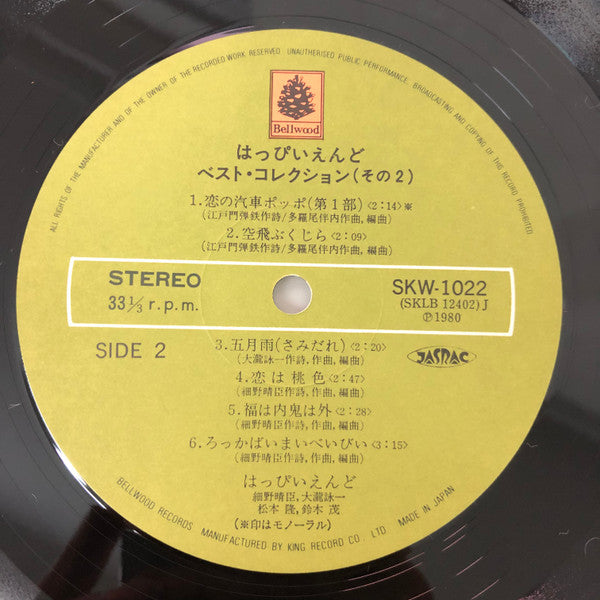 ALL RIGHTS OF THE MANUFACTURER AND OF THE OWNER OF THE RECORDED WORK RESERVED. UNAUTHORISED PUBLIC PERFORMANCE, BROADCASTING AND COPYING OF THIS RECORD PROHIBITED.
Bellwood
はっぴいえんど
ベスト・コレクション(その2)
1.恋の汽車ポッポ(第1部)〈2:14〉※
(江戸門弾鉄作詩/多羅尾伴内作曲,編曲)
2.空飛ぶくじら〈2:09〉
(江戸門弾鉄作詩/多羅尾伴内作曲,編曲)
STEREO
33 1/3 r.p.m.
SKW-1022
(SKLB 12402)J
Ⓟ1980
SIDE 2
JASRAC
3.五月雨(さみだれ)〈2:20〉
(大瀧詠一作詩,作曲,編曲)
4.恋は桃色〈2:47〉
(細野晴臣作詩,作曲,編曲)
5.福は内鬼は外〈2:28〉
(細野晴臣作詩,作曲,編曲)
6.ろっかばいまいべいびい〈3:15〉
(細野晴臣作詩,作曲,編曲)
はっぴいえんど
細野晴臣,大瀧詠一
松本 隆,鈴木 茂
(※印はモノーラル)
BELLWOOD RECORDS MANUFACTURED BY KING RECORD CO. LTD MADE IN JAPAN